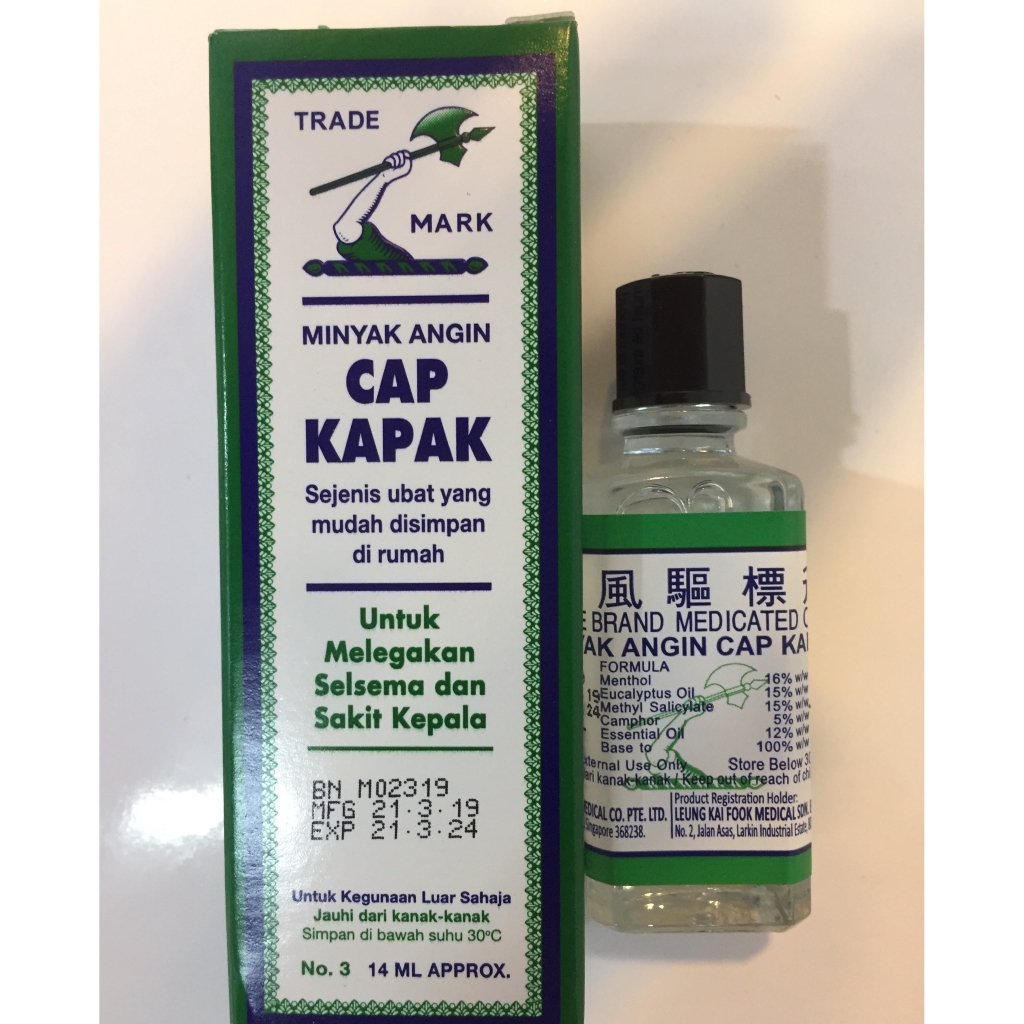 TRADE
MARK
MINYAK ANGIN
CAP
KAPAK
Sejenis ubat yang
mudah disimpan
di rumah
Untuk
Melegakan
Selsema dan
Sakit Kepala
BN M02319
MFG 21.3.19
EXP 21.3.24
Untuk Kegunaan Luar Sahaja
Jauhi dari kanak-kanak
Simpan di bawah suhu 30ºC
No. 3 14 ML APPROX.
風 驅 標
BRAND MEDICATED
ANGIN CAP
FORMULA
Menthol 16% w/w
Eucalyptus Oil 15% w/w
Methyl Salicylate 15% w/w
Camphor 5% w/w
Essential Oil 12% w/w
Base to 100% w/w
19
24
Use Only Store Below
kanak-kanak / Keep out of reach of
CO. PTE. LTD.
Singapore 368238.
Product Registration Holder:
LEUNG KAI FOOK MEDICAL SDN.
No. 2, Jalan Asas, Larkin Industrial Estate,